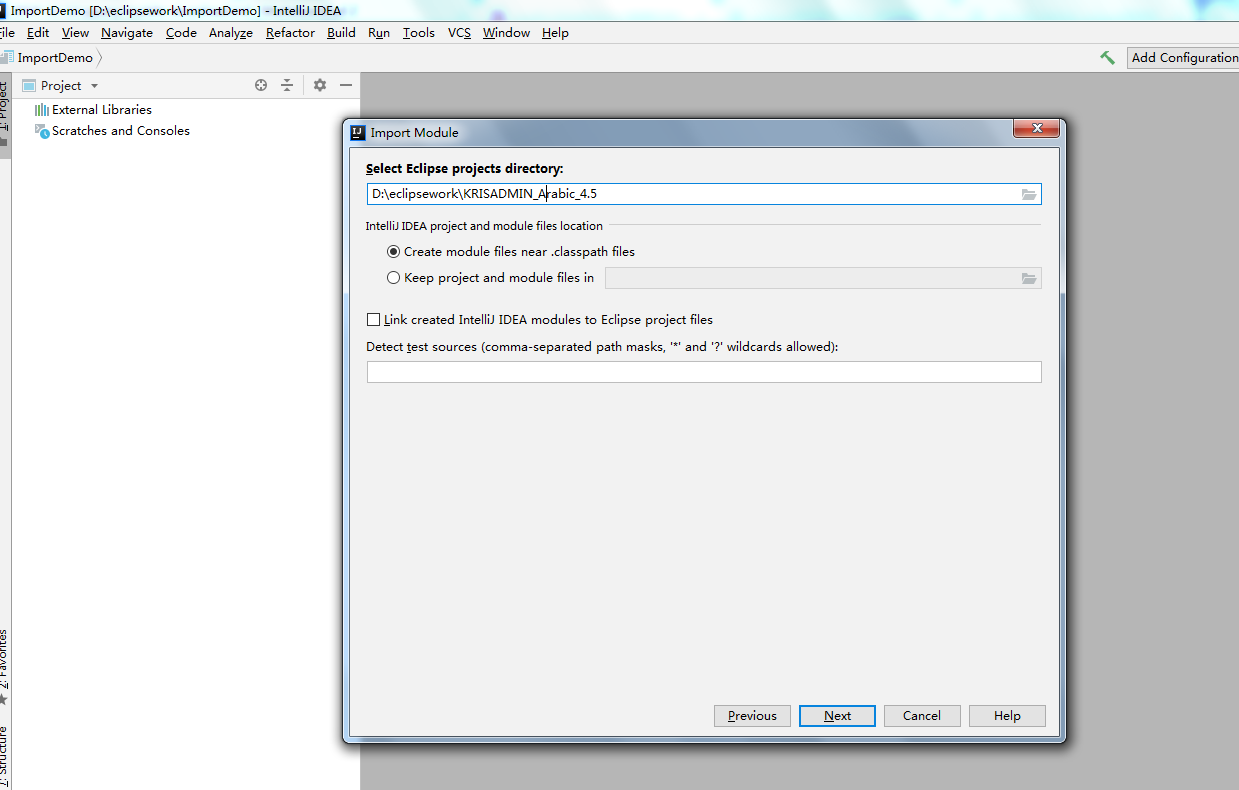 ImportDemo [D:\eclipsework\ImportDemo] - IntelliJ IDEA
ile Edit View Navigate Code Analyze Refactor Build Run Tools VCS Window Help
ImportDemo
Add Configuration
1: Project
Project
External Libraries
Scratches and Consoles
Import Module
Select Eclipse projects directory:
D:\eclipsework\KRISADMIN_Arabic_4.5
IntelliJ IDEA project and module files location
Create module files near .classpath files
Keep project and module files in
Link created IntelliJ IDEA modules to Eclipse project files
Detect test sources (comma-separated path masks, '*' and '?' wildcards allowed):
Previous Next Cancel Help
2: Favorites
7: Structure